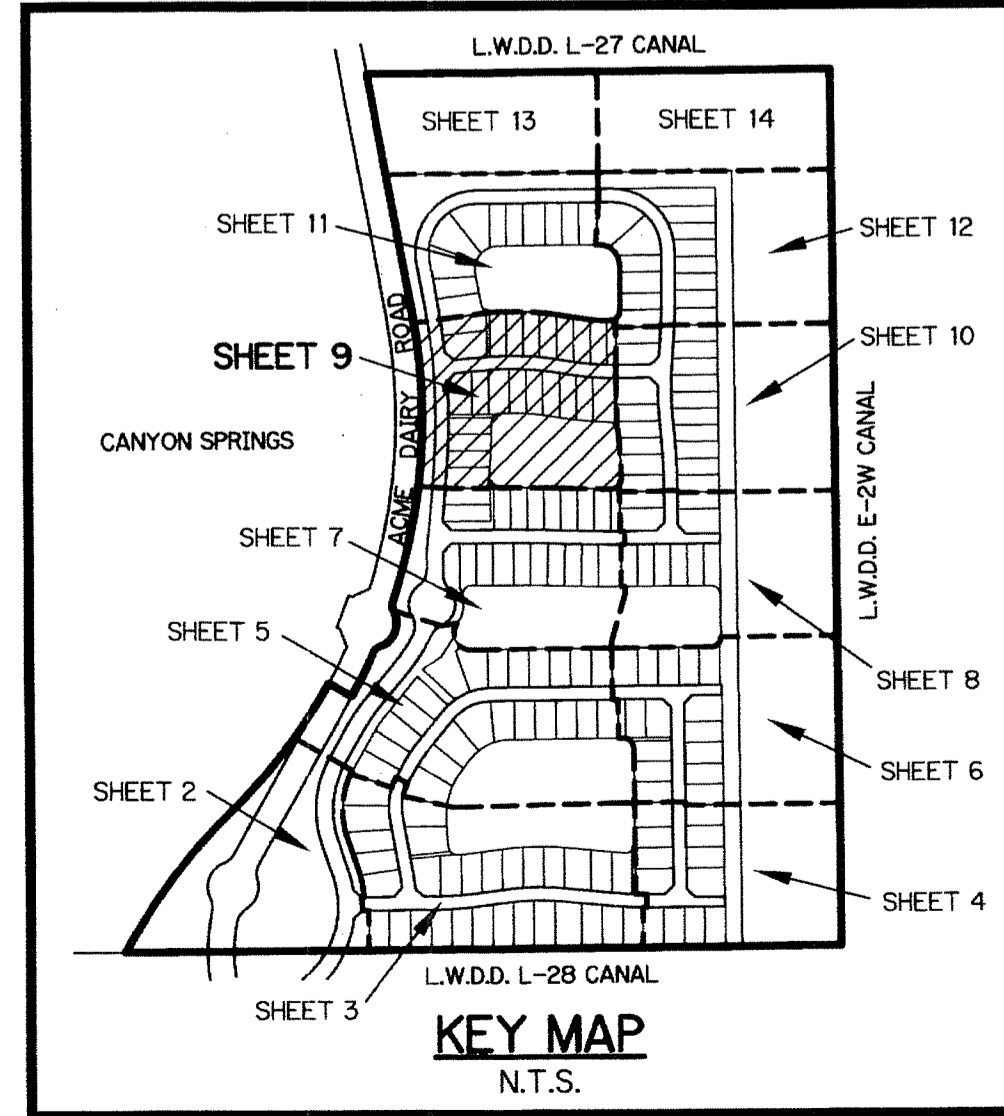 L.W.D.D. L-27 CANAL
SHEET 13
SHEET 14
SHEET 11
SHEET 12
SHEET 9
SHEET 10
ACME DAIRY ROAD
CANYON SPRINGS
L.W.D.D. E-2W CANAL
SHEET 7
SHEET 5
SHEET 8
SHEET 6
SHEET 2
SHEET 4
L.W.D.D. L-28 CANAL
SHEET 3
KEY MAP
N.T.S.